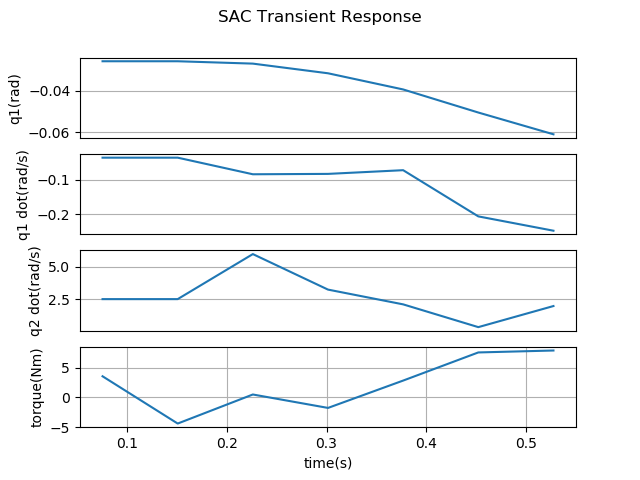 SAC Transient Response
q1(rad)
−0.04
−0.06
q1 dot(rad/s)
−0.1
−0.2
q2 dot(rad/s)
5.0
2.5
torque(Nm)
5
0
−5
0.1 0.2 0.3 0.4 0.5
time(s)